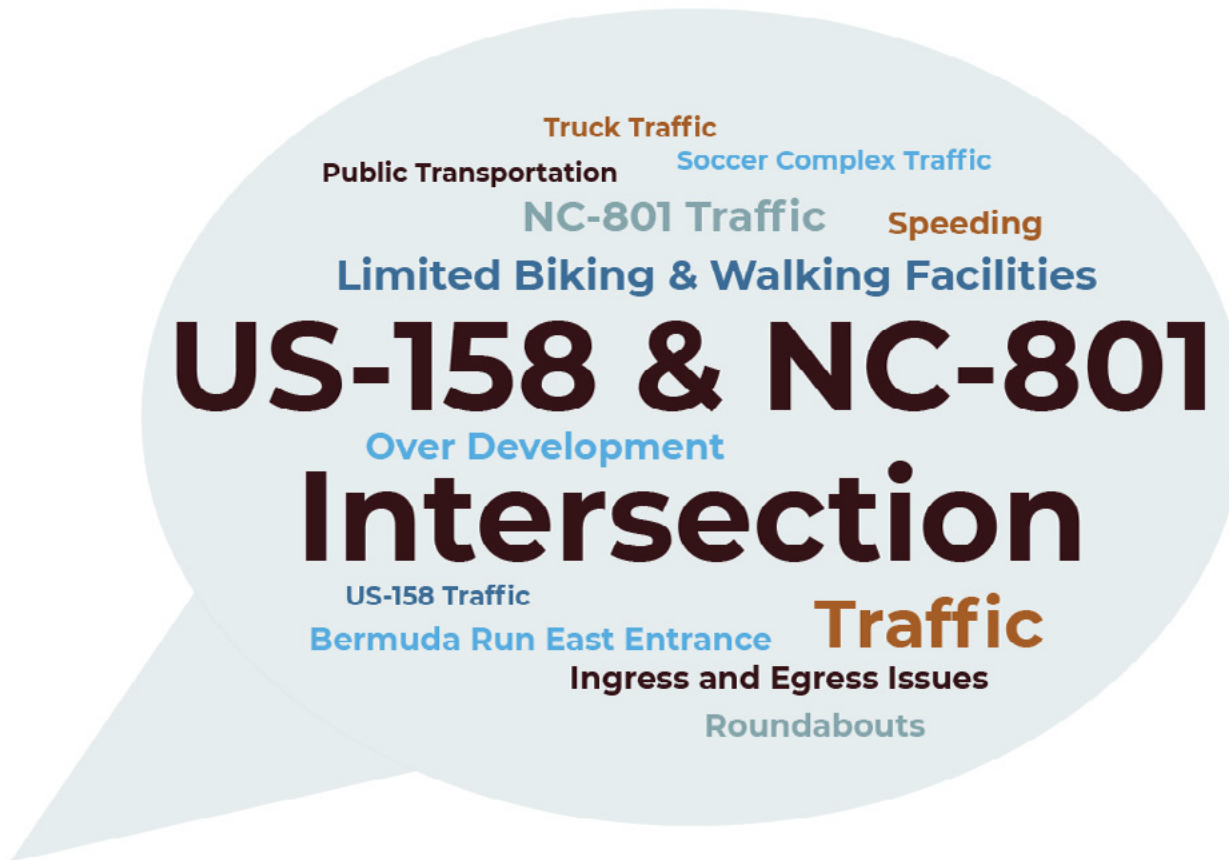 Truck Traffic
Soccer Complex Traffic
Public Transportation
NC-801 Traffic
Speeding
Limited Biking & Walking Facilities
US-158 & NC-801
Over Development
Intersection
US-158 Traffic
Traffic
Bermuda Run East Entrance
Ingress and Egress Issues
Roundabouts